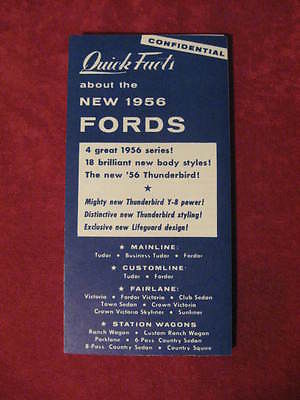 CONFIDENTIAL
Quick Facts
about the
NEW 1956
FORDS
4 great 1956 series!
18 brilliant new body styles!
The new '56 Thunderbird!
★
Mighty new Thunderbird Y-8 power!
Distinctive new Thunderbird styling!
Exclusive new Lifeguard design!
★ MAINLINE:
Tudor • Business Tudor • Fordor
★ CUSTOMLINE:
Tudor • Fordor
★ FAIRLANE:
Victoria • Fordor Victoria • Club Sedan
Town Sedan • Crown Victoria
Crown Victoria Skyliner • Sunliner
★ STATION WAGONS
Ranch Wagon • Custom Ranch Wagon
Parklane • 6-Pass Country Sedan
8-Pass Country Sedan • Country Squire